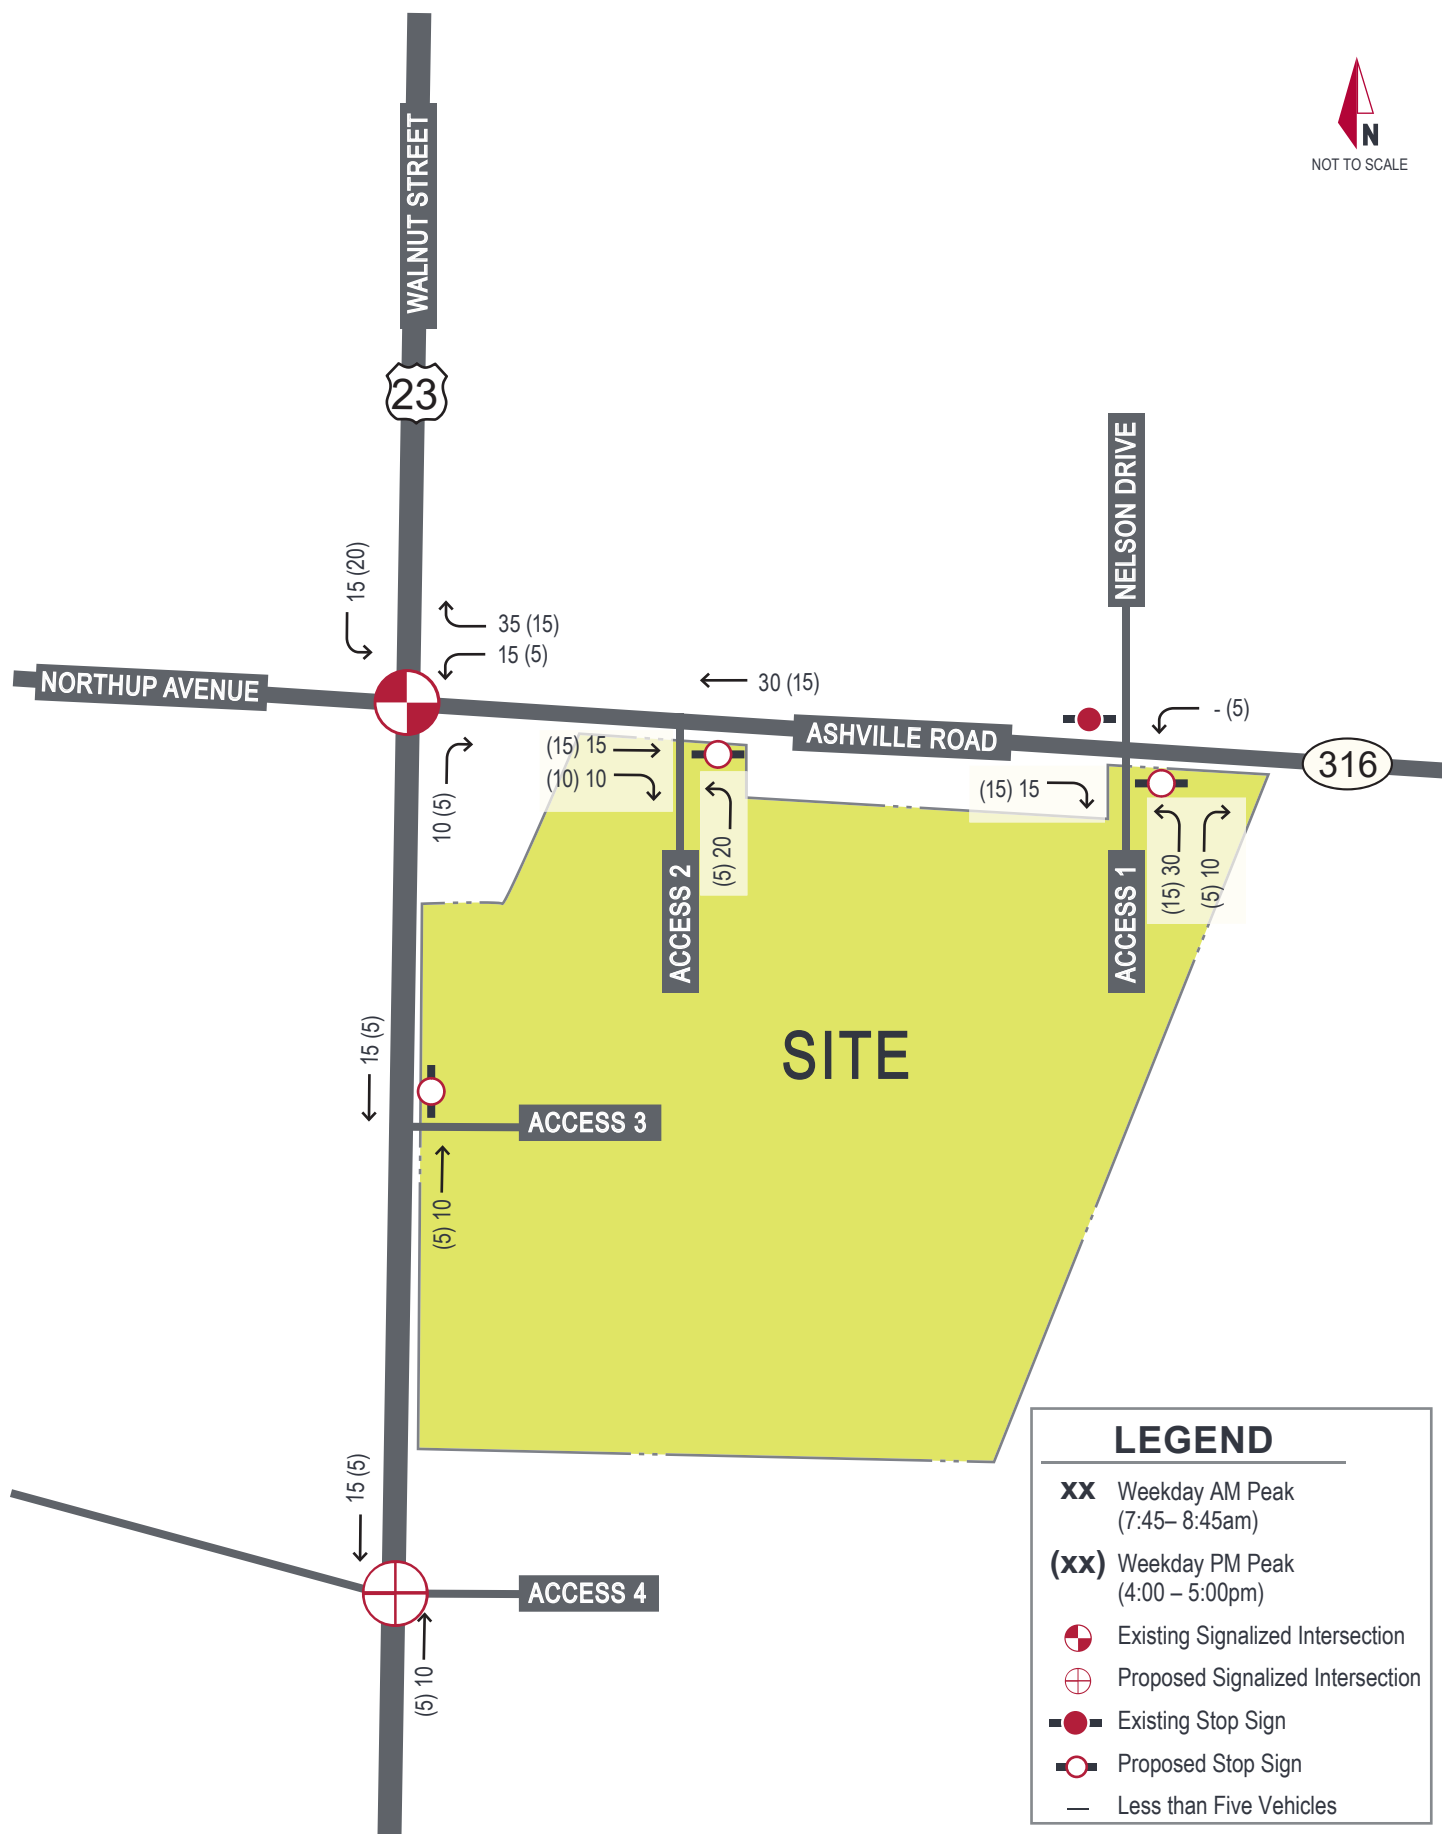 N
NOT TO SCALE
WALNUT STREET
23
NELSON DRIVE
15 (20)
35 (15)
15 (5)
NORTHUP AVENUE
30 (15)
- (5)
ASHVILLE ROAD
316
(15) 15
(10) 10
10 (5)
(5) 20
(15) 15
(15) 30
(5) 10
ACCESS 2
ACCESS 1
SITE
15 (5)
ACCESS 3
(5) 10
15 (5)
ACCESS 4
(5) 10
LEGEND
XX Weekday AM Peak
(7:45– 8:45am)
(XX) Weekday PM Peak
(4:00 – 5:00pm)
Existing Signalized Intersection
Proposed Signalized Intersection
Existing Stop Sign
Proposed Stop Sign
— Less than Five Vehicles